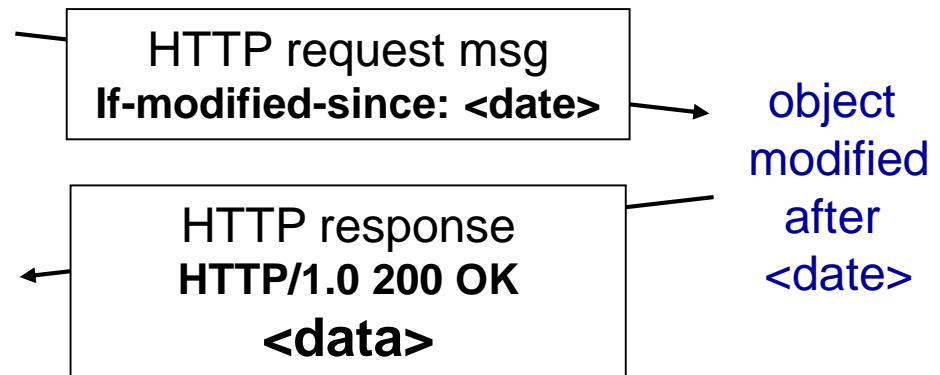 HTTP request msg
If-modified-since: <date>
object
modified
after
<date>
HTTP response
HTTP/1.0 200 OK
<data>